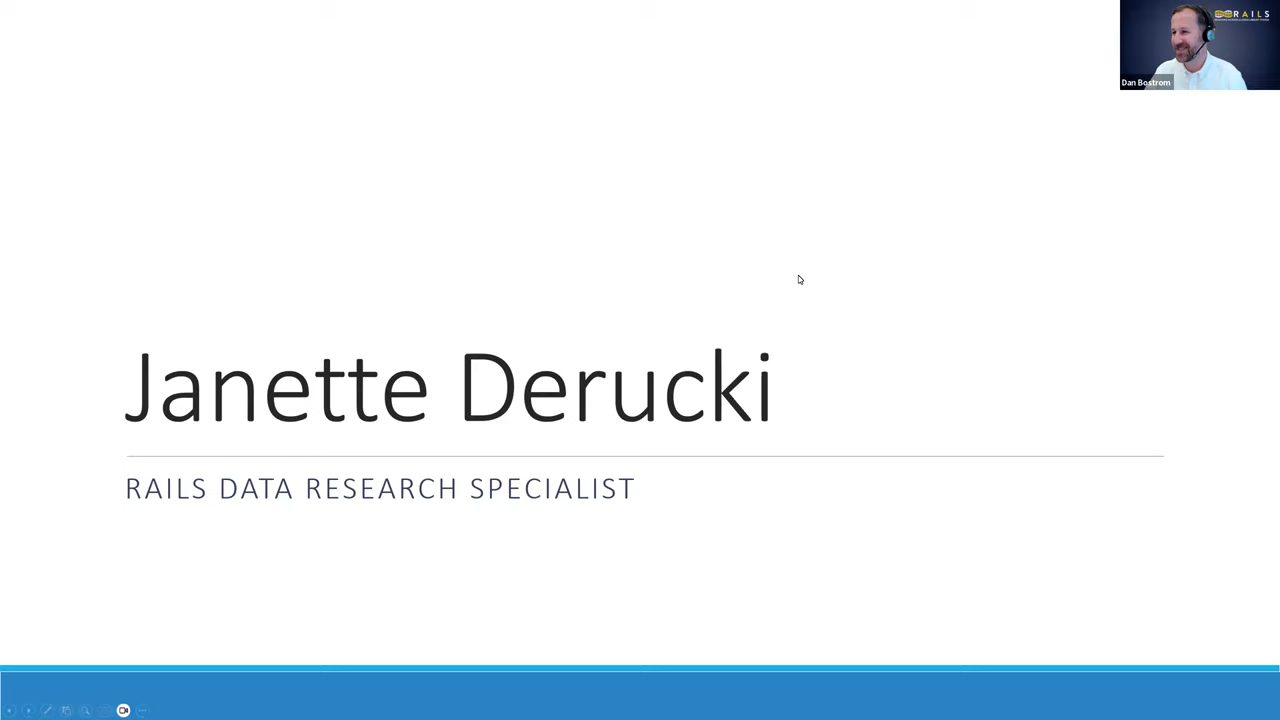 RAILS
Dan Bostrom
Janette Derucki
RAILS DATA RESEARCH SPECIALIST